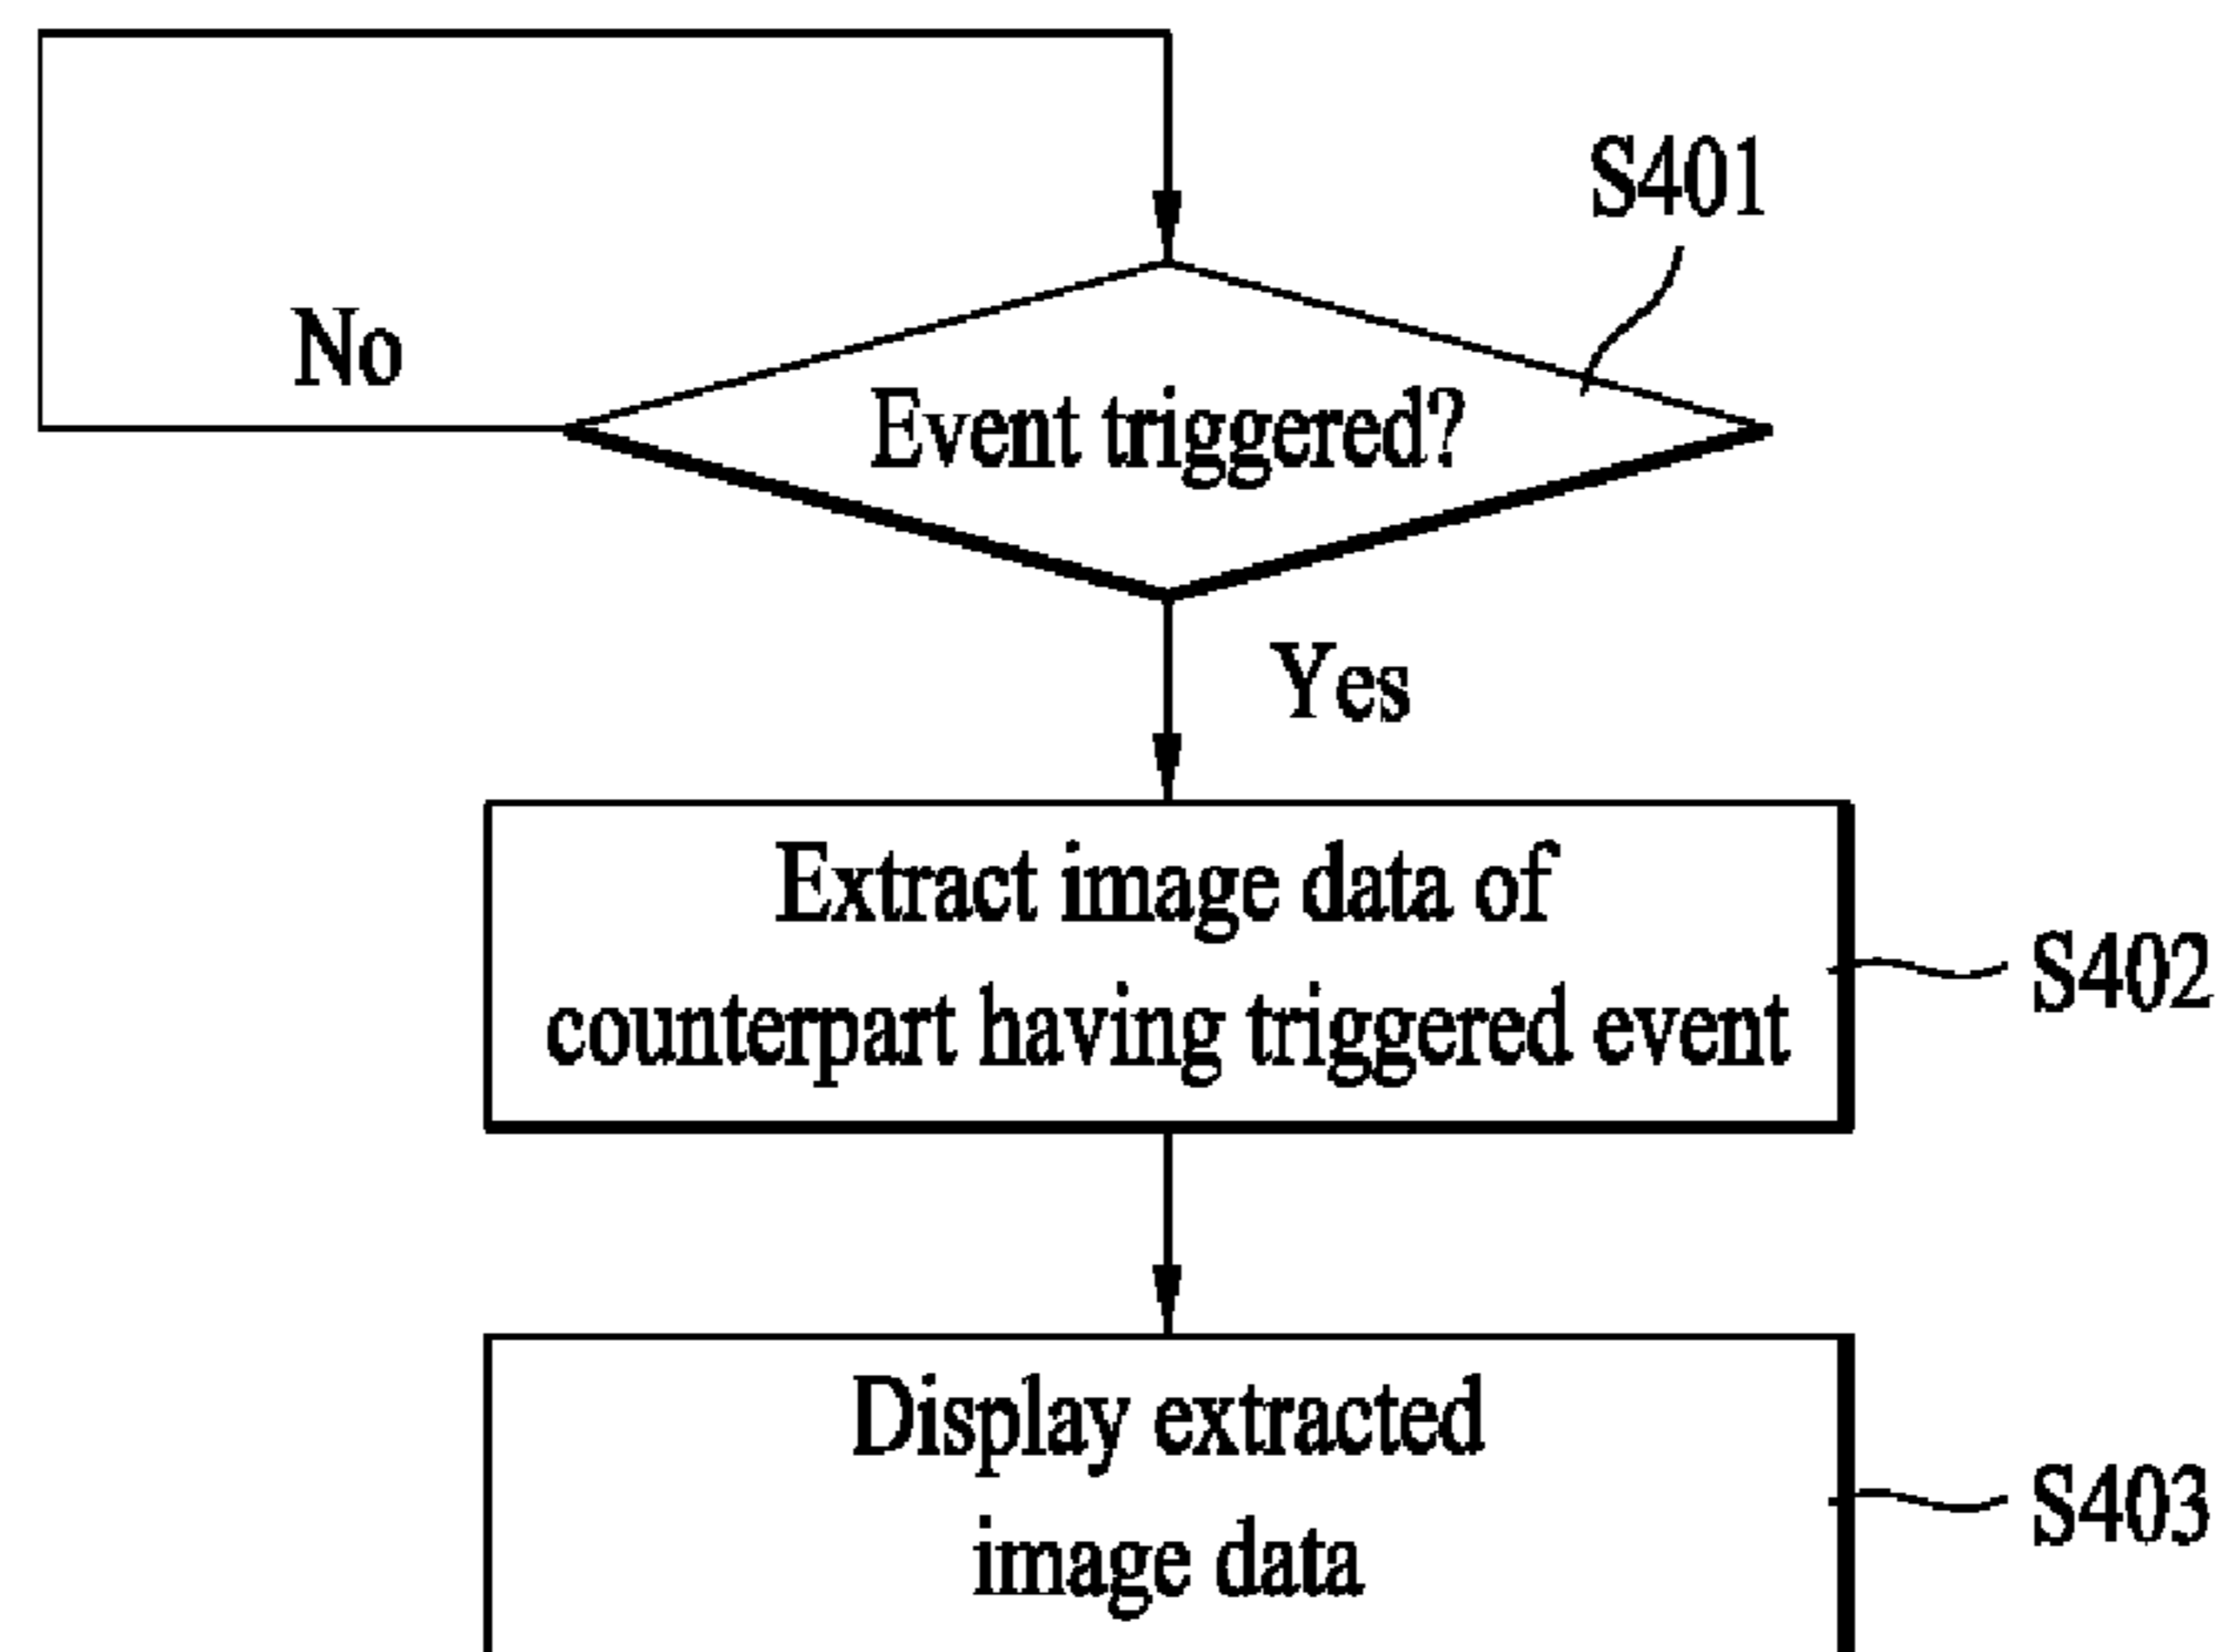 S401
No
Event triggered?
Yes
Extract image data of
counterpart having triggered event
S402
Display extracted
image data
S403